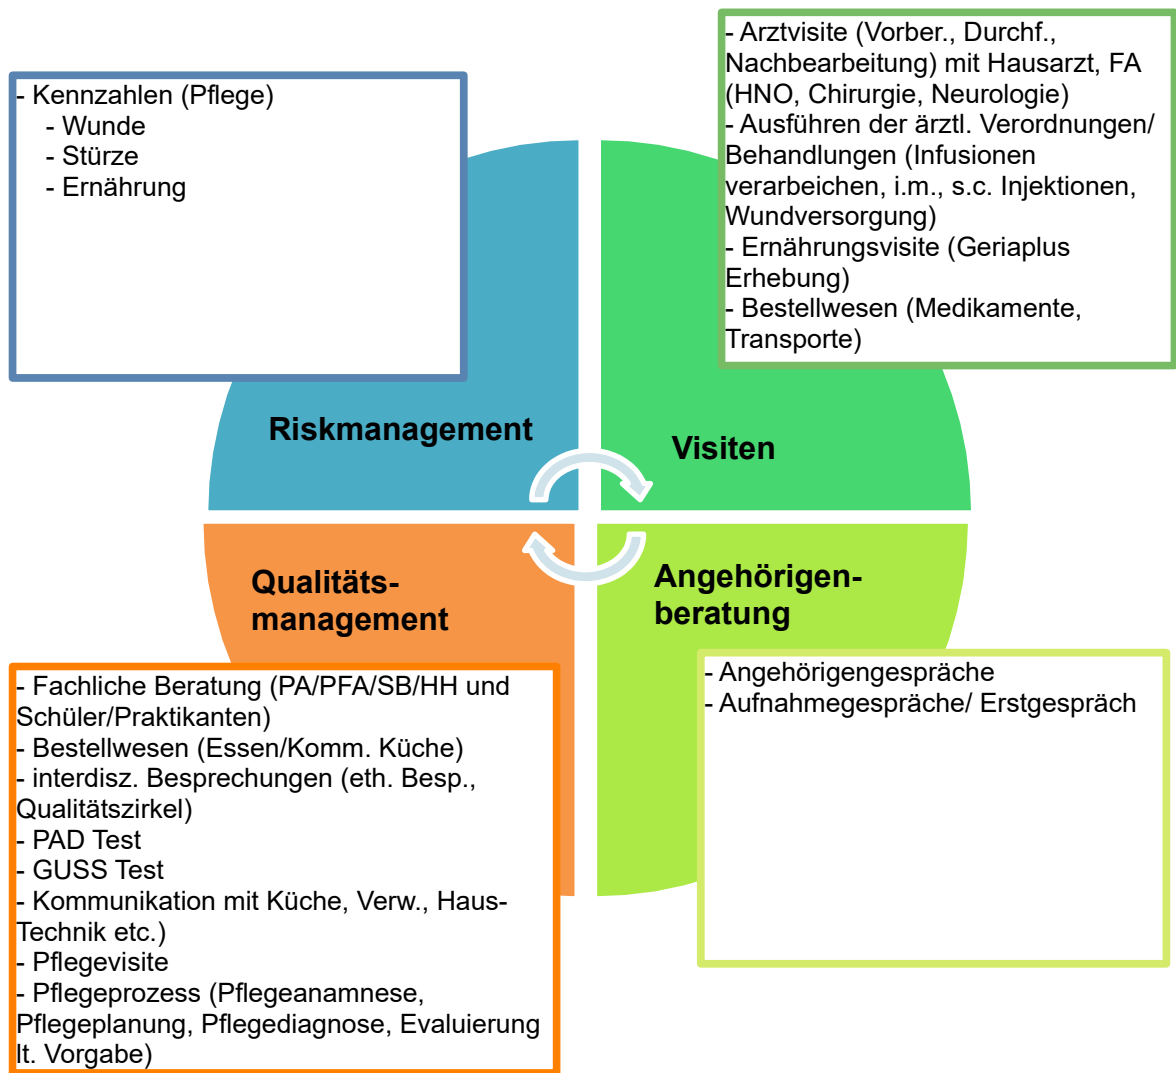 - Kennzahlen (Pflege)
- Wunde
- Stürze
- Ernährung
- Arztvisite (Vorber., Durchf.,
Nachbearbeitung) mit Hausarzt, FA
(HNO, Chirurgie, Neurologie)
- Ausführen der ärztl. Verordnungen/
Behandlungen (Infusionen
verarbeichen, i.m., s.c. Injektionen,
Wundversorgung)
- Ernährungsvisite (Geriaplus
Erhebung)
- Bestellwesen (Medikamente,
Transporte)
Riskmanagement
Visiten
Qualitäts-
management
Angehörigen-
beratung
- Fachliche Beratung (PA/PFA/SB/HH und
Schüler/Praktikanten)
- Bestellwesen (Essen/Komm. Küche)
- interdisz. Besprechungen (eth. Besp.,
Qualitätszirkel)
- PAD Test
- GUSS Test
- Kommunikation mit Küche, Verw., Haus-
Technik etc.)
- Pflegevisite
- Pflegeprozess (Pflegeanamnese,
Pflegeplanung, Pflegediagnose, Evaluierung
lt. Vorgabe)
- Angehörigengespräche
- Aufnahmegespräche/ Erstgespräch